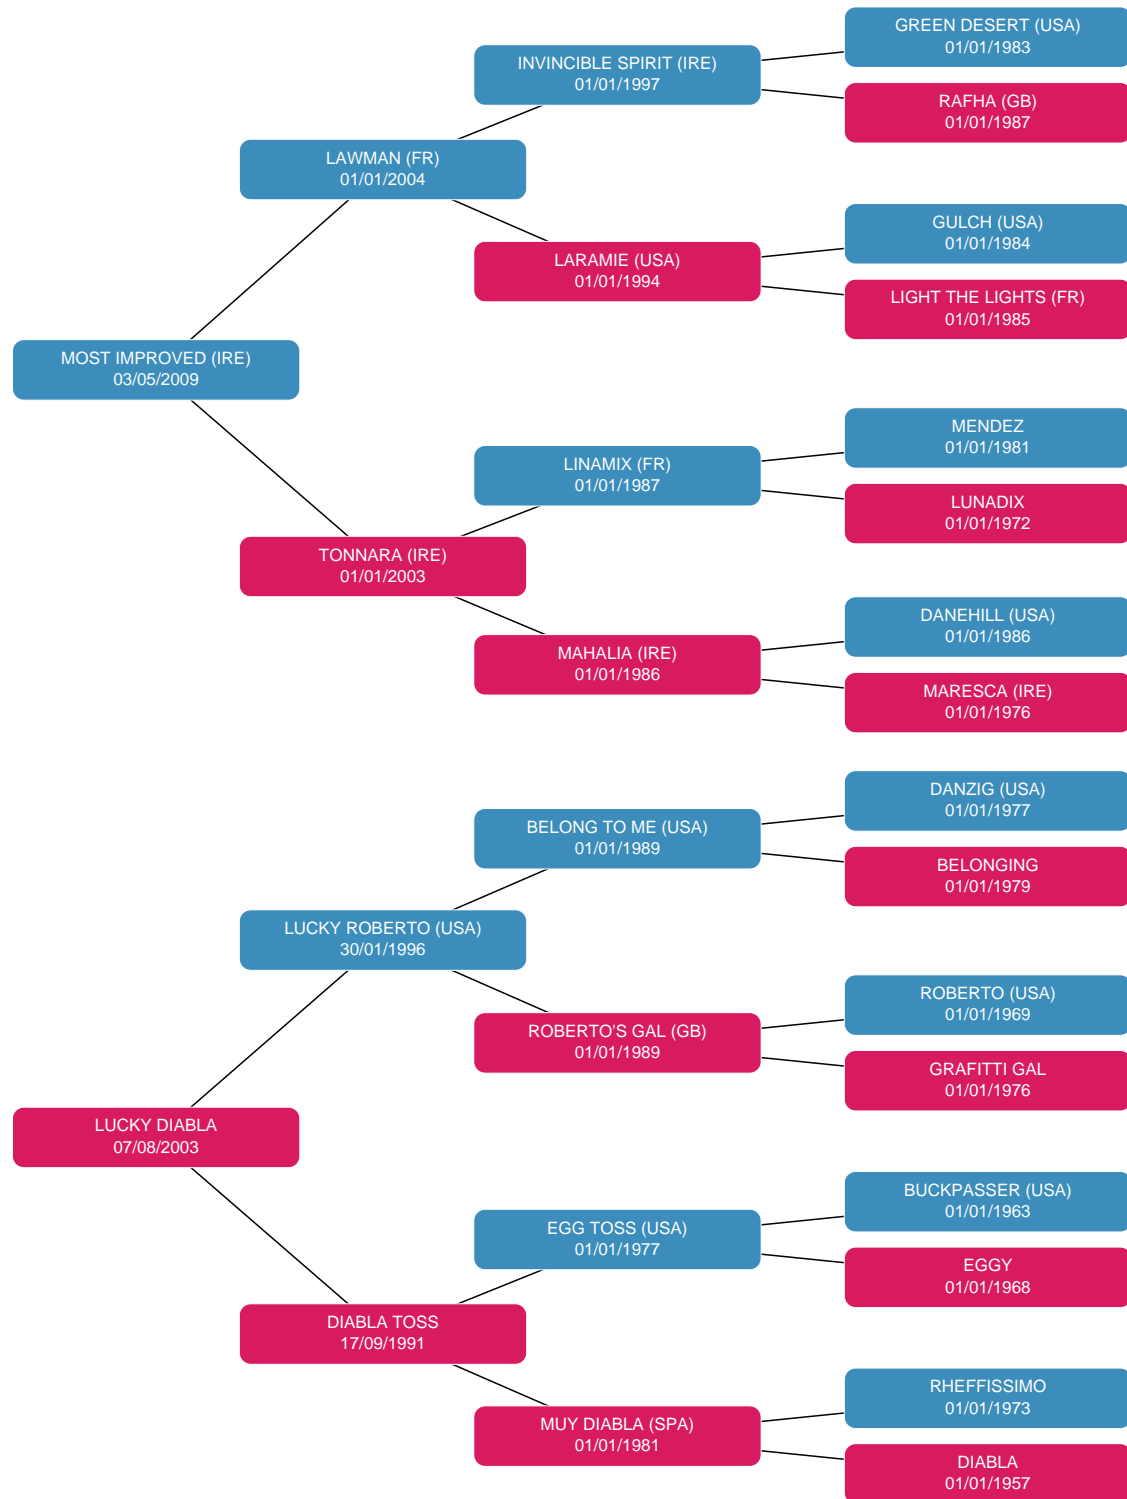 GREEN DESERT (USA)
01/01/1983
INVINCIBLE SPIRIT (IRE)
01/01/1997
RAFHA (GB)
01/01/1987
LAWMAN (FR)
01/01/2004
GULCH (USA)
01/01/1984
LARAMIE (USA)
01/01/1994
LIGHT THE LIGHTS (FR)
01/01/1985
MOST IMPROVED (IRE)
03/05/2009
MENDEZ
01/01/1981
LINAMIX (FR)
01/01/1987
LUNADIX
01/01/1972
TONNARA (IRE)
01/01/2003
DANEHILL (USA)
01/01/1986
MAHALIA (IRE)
01/01/1986
MARESCA (IRE)
01/01/1976
DANZIG (USA)
01/01/1977
BELONG TO ME (USA)
01/01/1989
BELONGING
01/01/1979
LUCKY ROBERTO (USA)
30/01/1996
ROBERTO (USA)
01/01/1969
ROBERTO'S GAL (GB)
01/01/1989
GRAFITTI GAL
01/01/1976
LUCKY DIABLA
07/08/2003
BUCKPASSER (USA)
01/01/1963
EGG TOSS (USA)
01/01/1977
EGGY
01/01/1968
DIABLA TOSS
17/09/1991
RHEFFISSIMO
01/01/1973
MUY DIABLA (SPA)
01/01/1981
DIABLA
01/01/1957